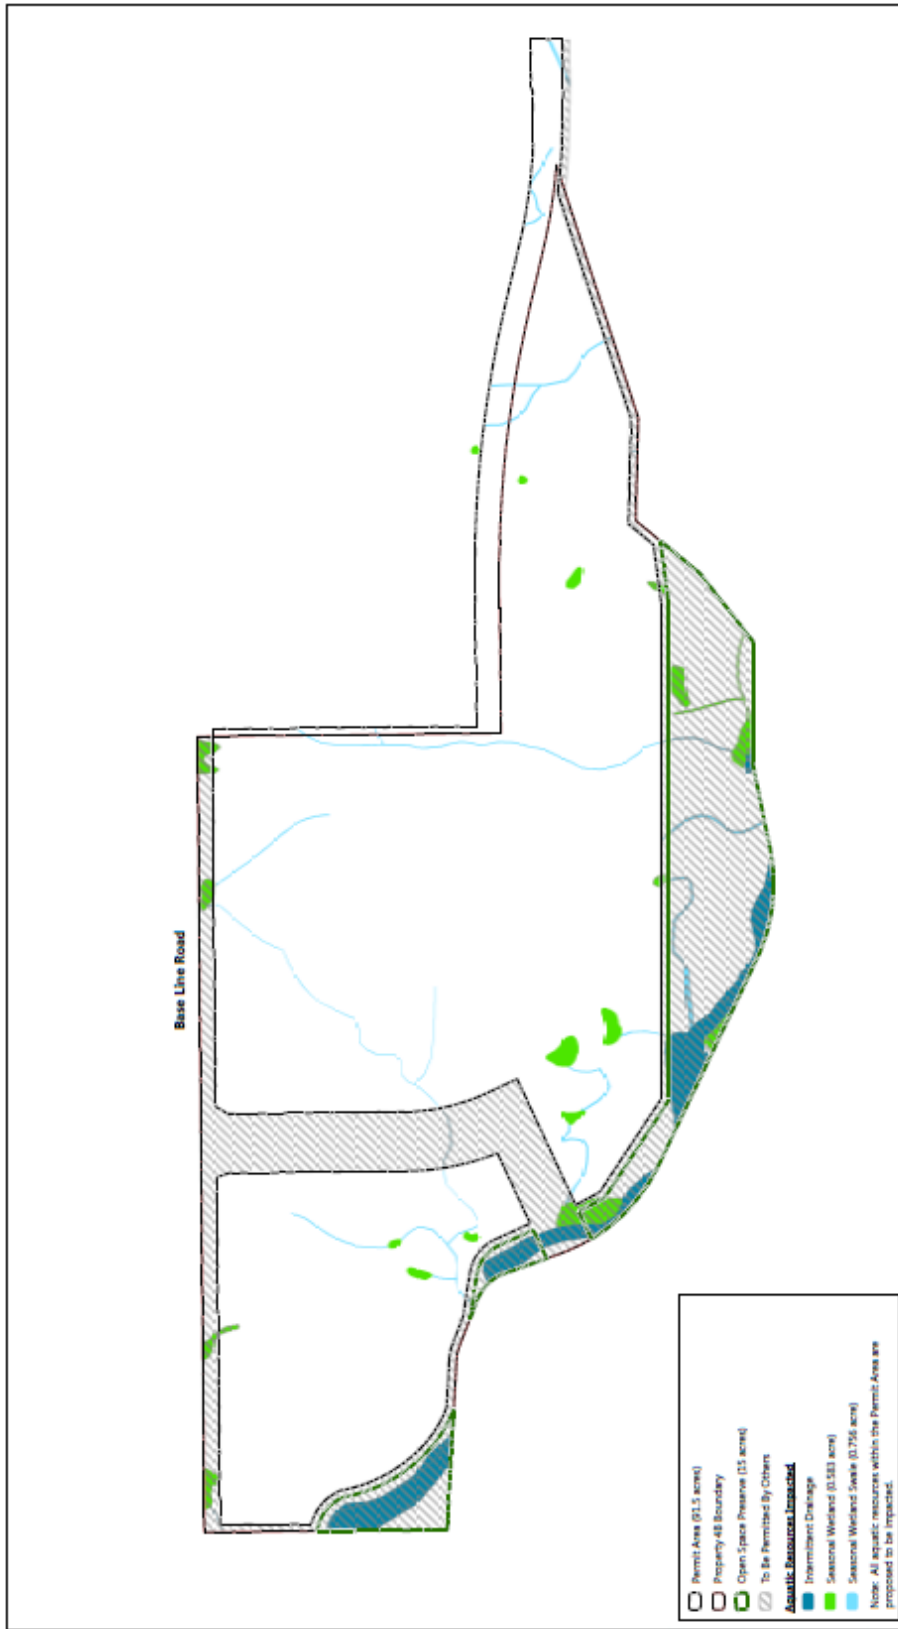 Base Line Road
Permit Area (91.5 acres)
Property 4B Boundary
Open Space Preserve (15 acres)
To Be Permitted By Others
Aquatic Resources Impacted
Intermittent Drainage
Seasonal Wetland (0.583 acre)
Seasonal Wetland Swale (0.756 acre)
Note: All aquatic resources within the Permit Area are
proposed to be impacted.